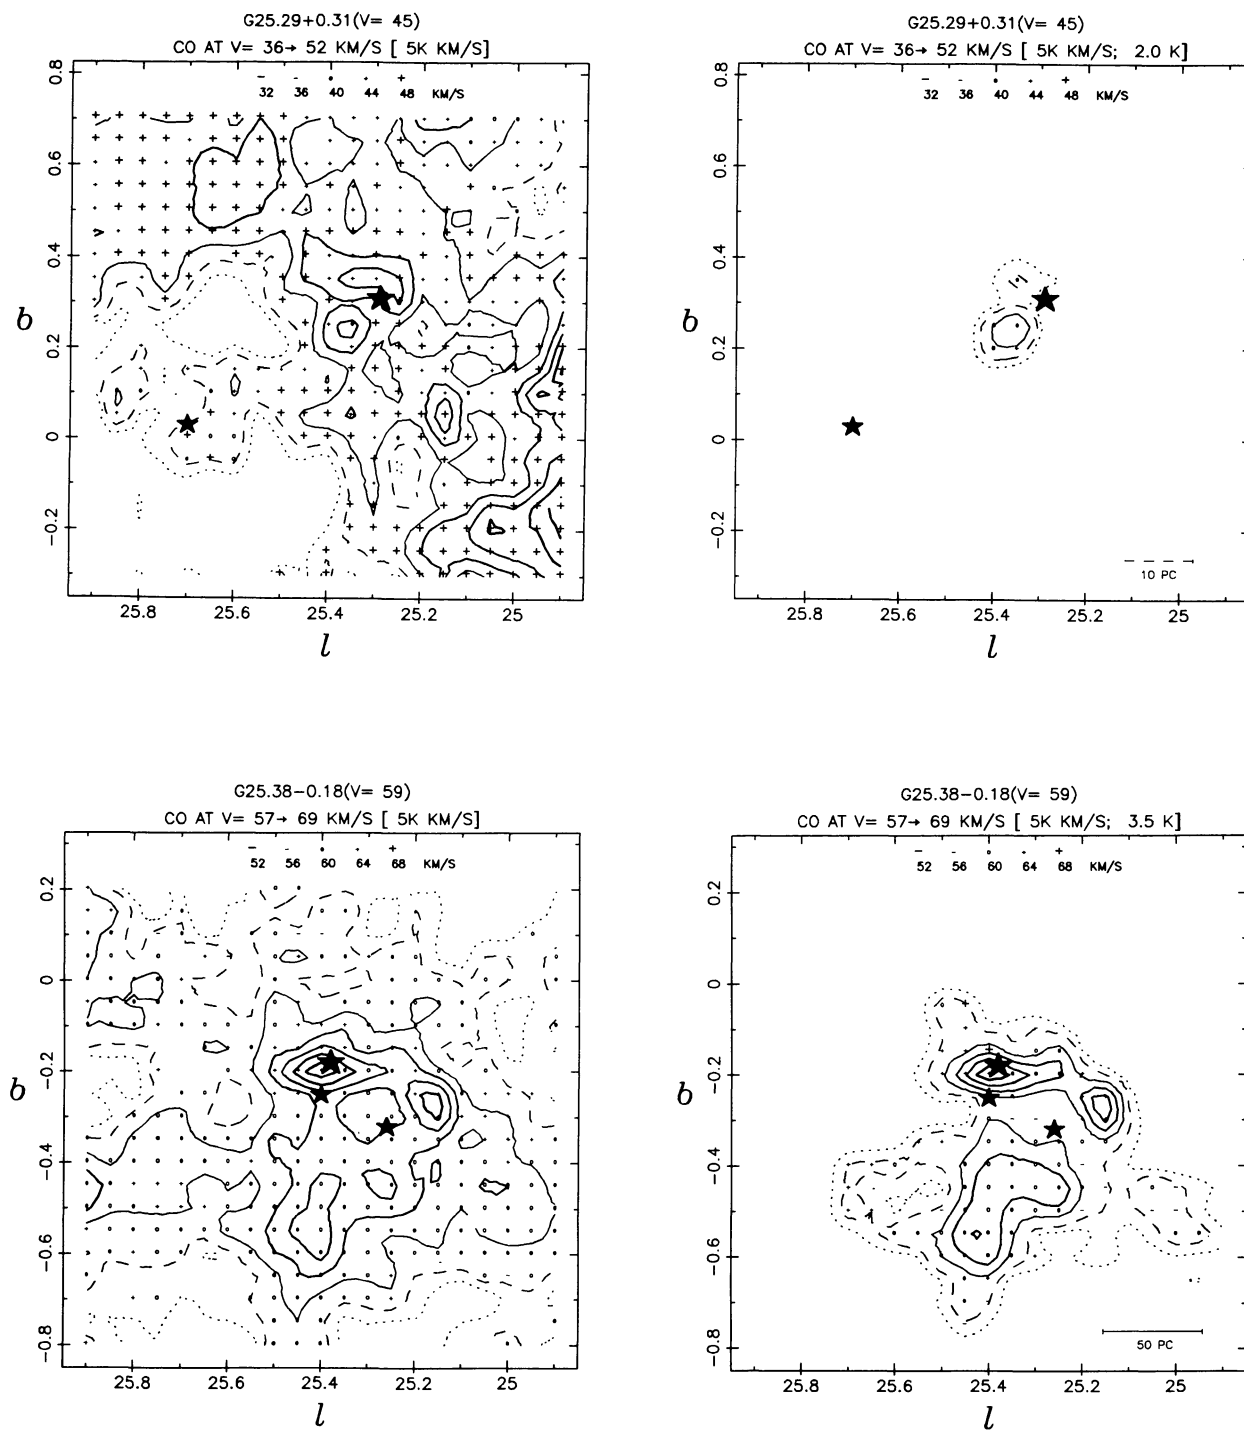 G25.29+0.31(V= 45)
CO AT V= 36→ 52 KM/S [ 5K KM/S]
32 36 40 44 48 KM/S
0.8
0.6
0.4
0.2
0
−0.2
b
25.8 25.6 25.4 25.2 25
l
G25.29+0.31(V= 45)
CO AT V= 36→ 52 KM/S [ 5K KM/S; 2.0 K]
32 36 40 44 48 KM/S
0.8
0.6
0.4
0.2
0
−0.2
b
10 PC
25.8 25.6 25.4 25.2 25
l
G25.38−0.18(V= 59)
CO AT V= 57→ 69 KM/S [ 5K KM/S]
52 56 60 64 68 KM/S
0.2
0
−0.2
−0.4
−0.6
−0.8
b
25.8 25.6 25.4 25.2 25
l
G25.38−0.18(V= 59)
CO AT V= 57→ 69 KM/S [ 5K KM/S; 3.5 K]
52 56 60 64 68 KM/S
0.2
0
−0.2
−0.4
−0.6
−0.8
b
50 PC
25.8 25.6 25.4 25.2 25
l